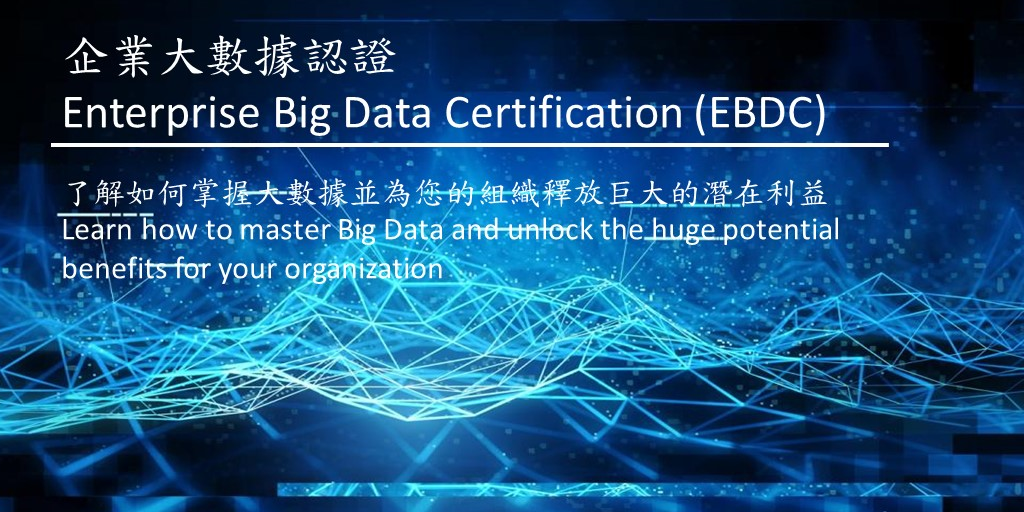 企業大數據認證
Enterprise Big Data Certification (EBDC)
了解如何掌握大數據並為您的組織釋放巨大的潛在利益
Learn how to master Big Data and unlock the huge potential
benefits for your organization